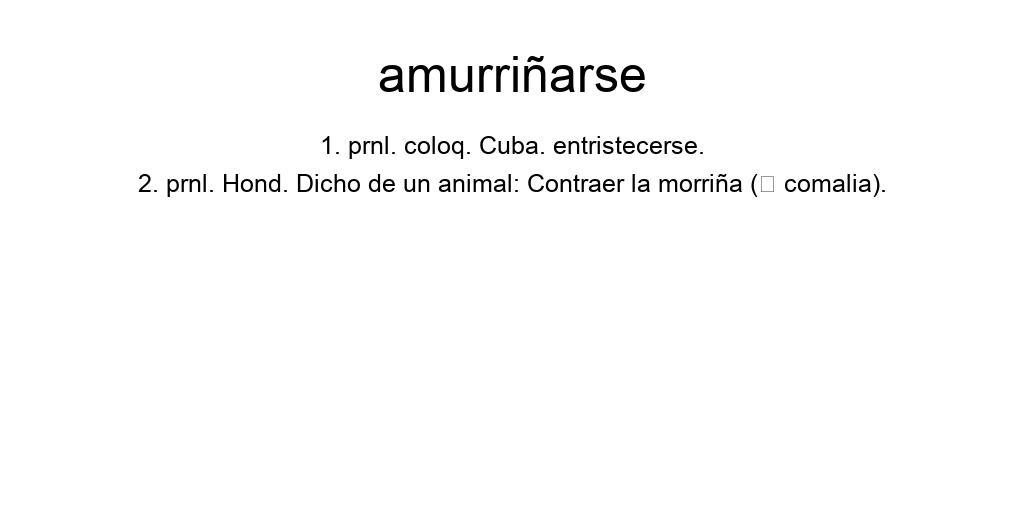 amurriñarse
1. prnl. coloq. Cuba. entristecerse.
2. prnl. Hond. Dicho de un animal: Contraer la morriña (□ comalia).